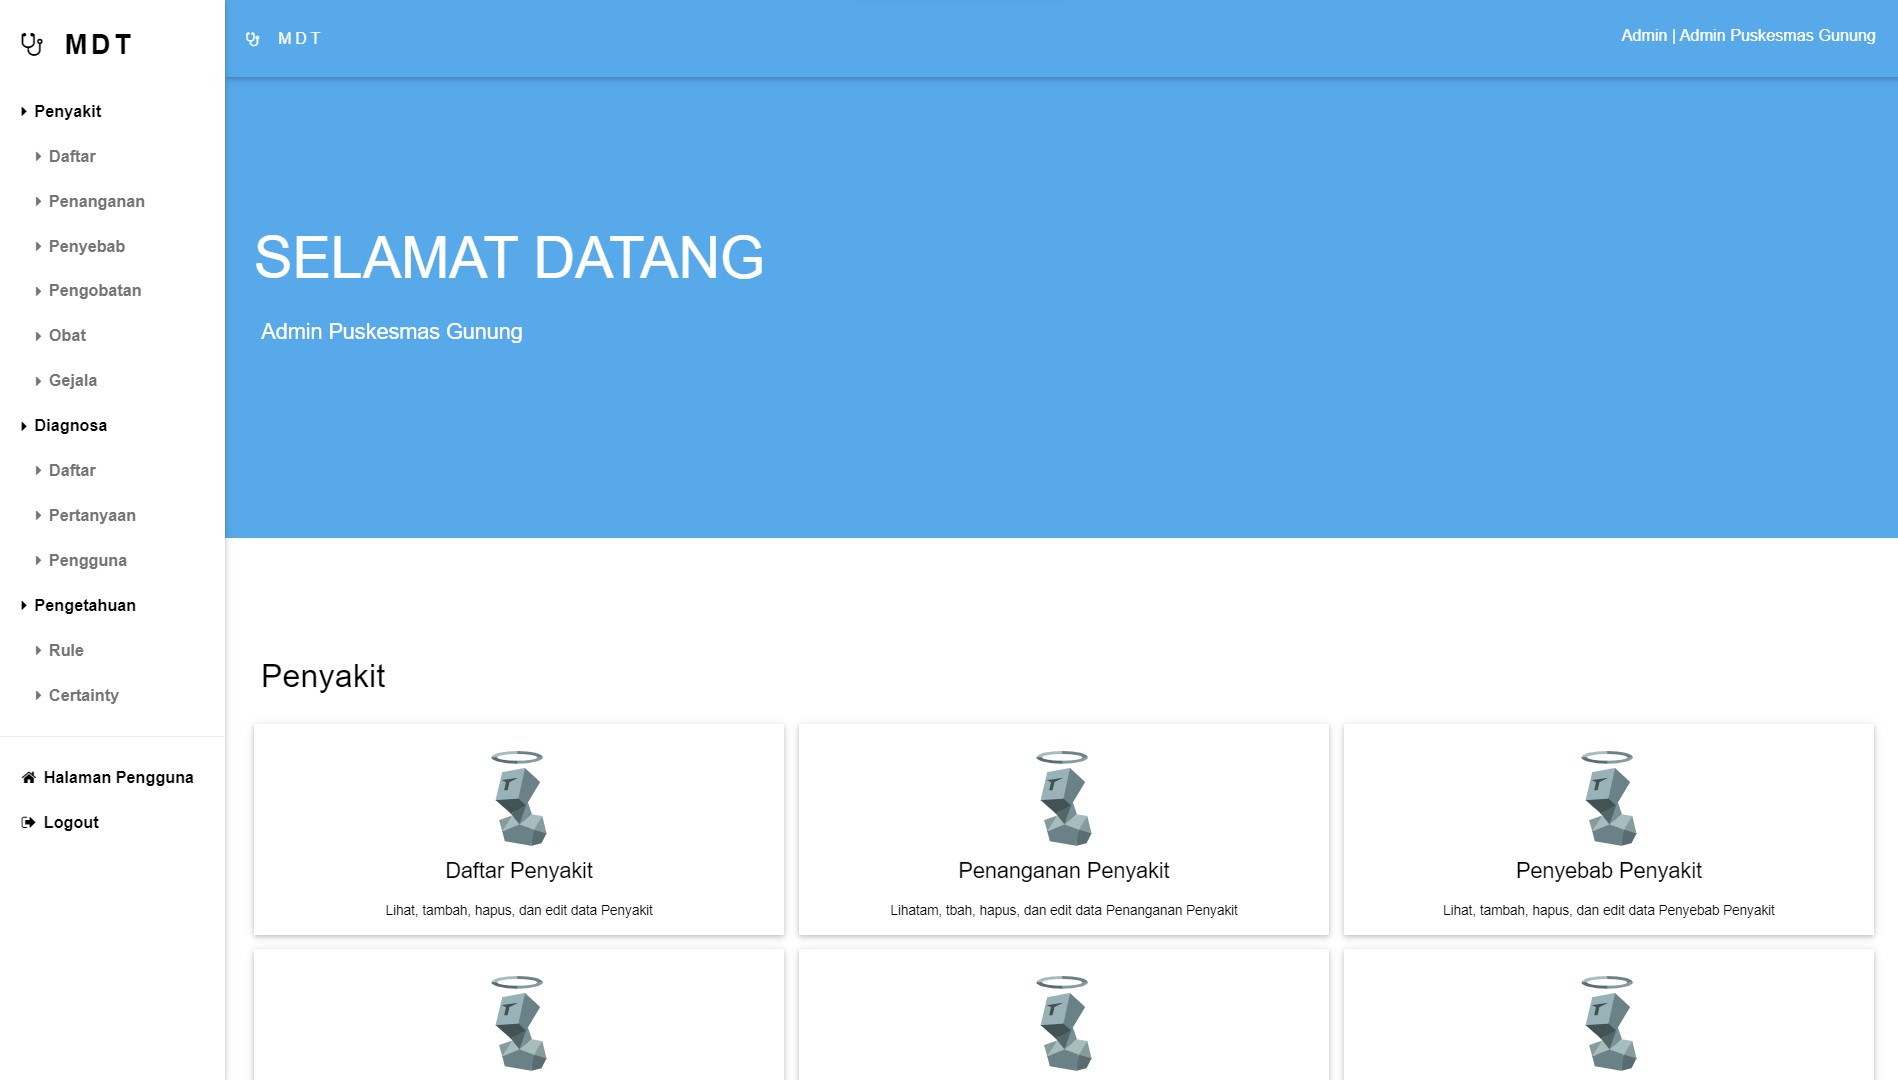 MDT
Penyakit
Daftar
Penanganan
Penyebab
Pengobatan
Obat
Gejala
Diagnosa
Daftar
Pertanyaan
Pengguna
Pengetahuan
Rule
Certainty
Halaman Pengguna
Logout
MDT
Admin | Admin Puskesmas Gunung
SELAMAT DATANG
Admin Puskesmas Gunung
Penyakit
T
Daftar Penyakit
Lihat, tambah, hapus, dan edit data Penyakit
T
Penanganan Penyakit
Lihatam, tbah, hapus, dan edit data Penanganan Penyakit
T
Penyebab Penyakit
Lihat, tambah, hapus, dan edit data Penyebab Penyakit
T
T
T